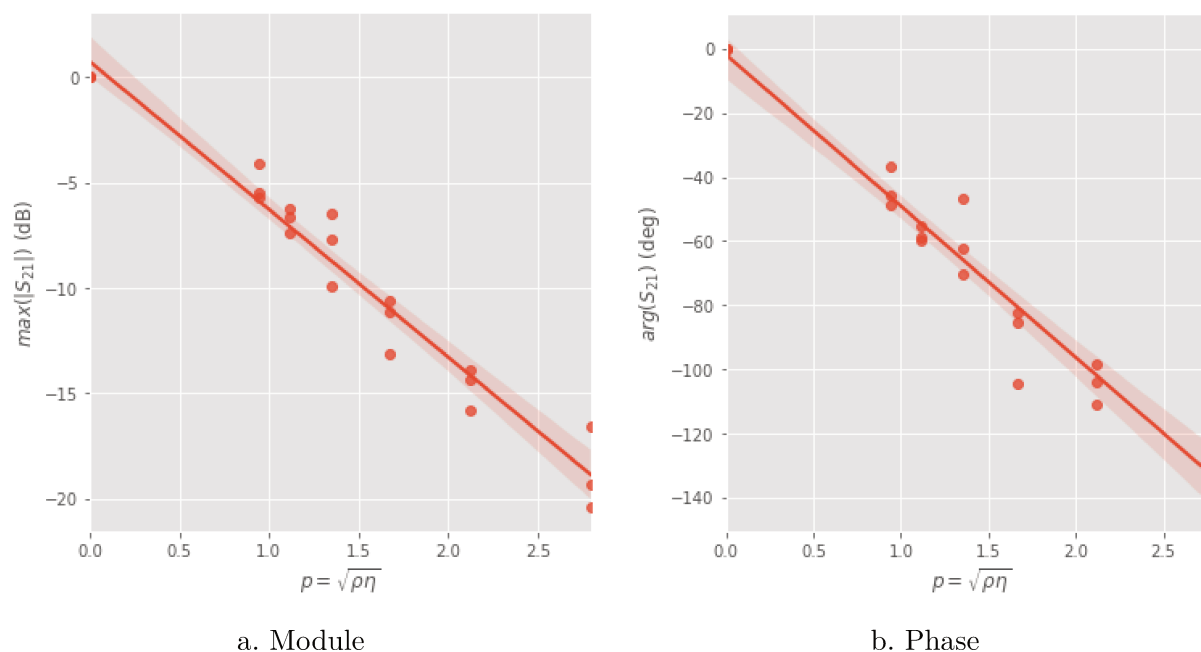 0
−5
−10
−15
−20
max(|S21|) (dB)
0.0 0.5 1.0 1.5 2.0 2.5
p = √ρη
a. Module
0
−20
−40
−60
−80
−100
−120
−140
arg(S21) (deg)
0.0 0.5 1.0 1.5 2.0 2.5
p = √ρη
b. Phase